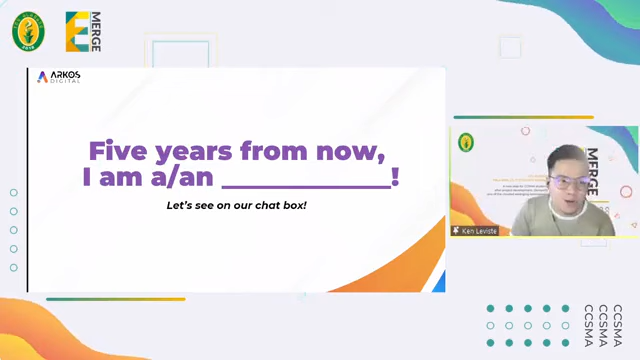 2018
E
MERGE
ARKOS
DIGITAL
Five years from now,
I am a/an ____________!
Let's see on our chat box!
MERGE
Ken Leviste
CCSMA
CCSMA
CCSMA